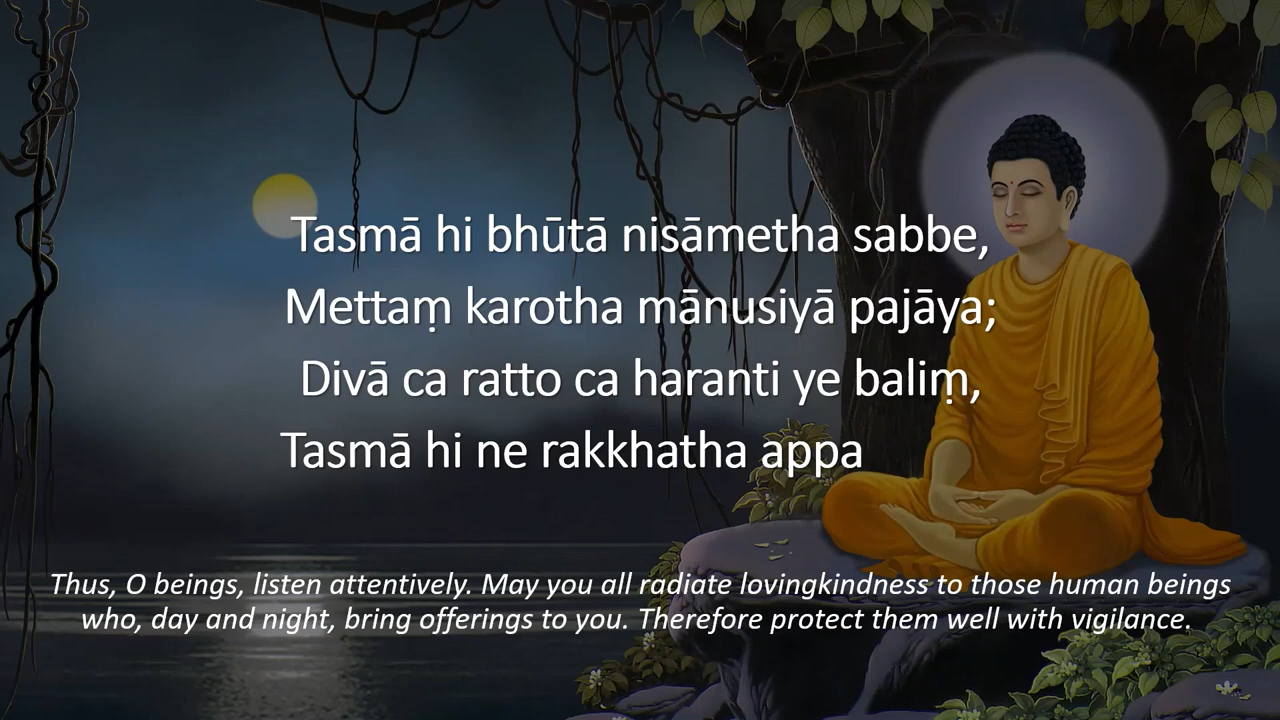 Tasmā hi bhūtā nisāmetha sabbe,
Mettaṃ karotha mānusiyā pajāya;
Divā ca ratto ca haranti ye baliṃ,
Tasmā hi ne rakkhatha appa
Thus, O beings, listen attentively. May you all radiate lovingkindness to those human beings
who, day and night, bring offerings to you. Therefore protect them well with vigilance.